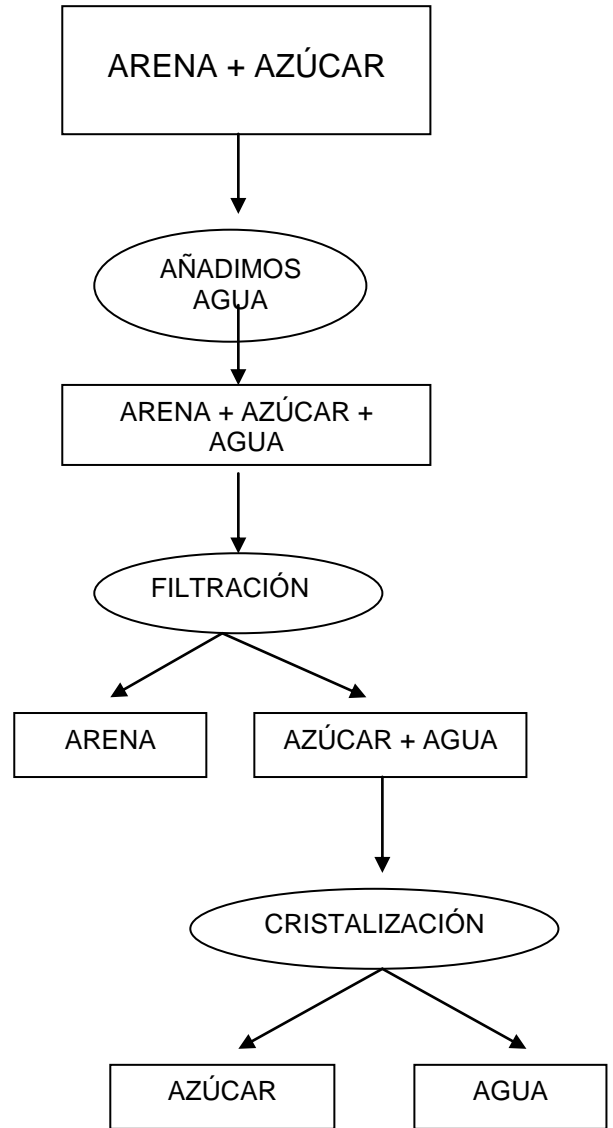 ARENA + AZÚCAR
AÑADIMOS
AGUA
ARENA + AZÚCAR +
AGUA
FILTRACIÓN
ARENA
AZÚCAR + AGUA
CRISTALIZACIÓN
AZÚCAR
AGUA